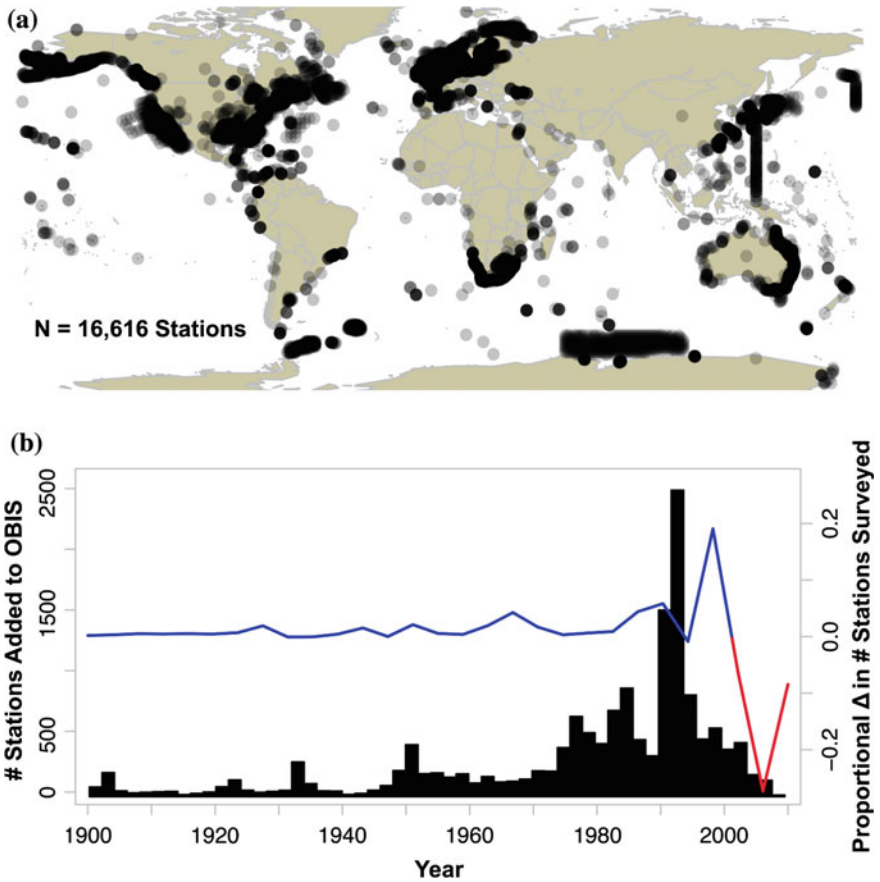 (a)
N = 16,616 Stations
(b)
# Stations Added to OBIS
2500
1500
500
0
0.2
0.0
−0.2
Proportional Δ in # Stations Surveyed
1900 1920 1940 1960 1980 2000
Year